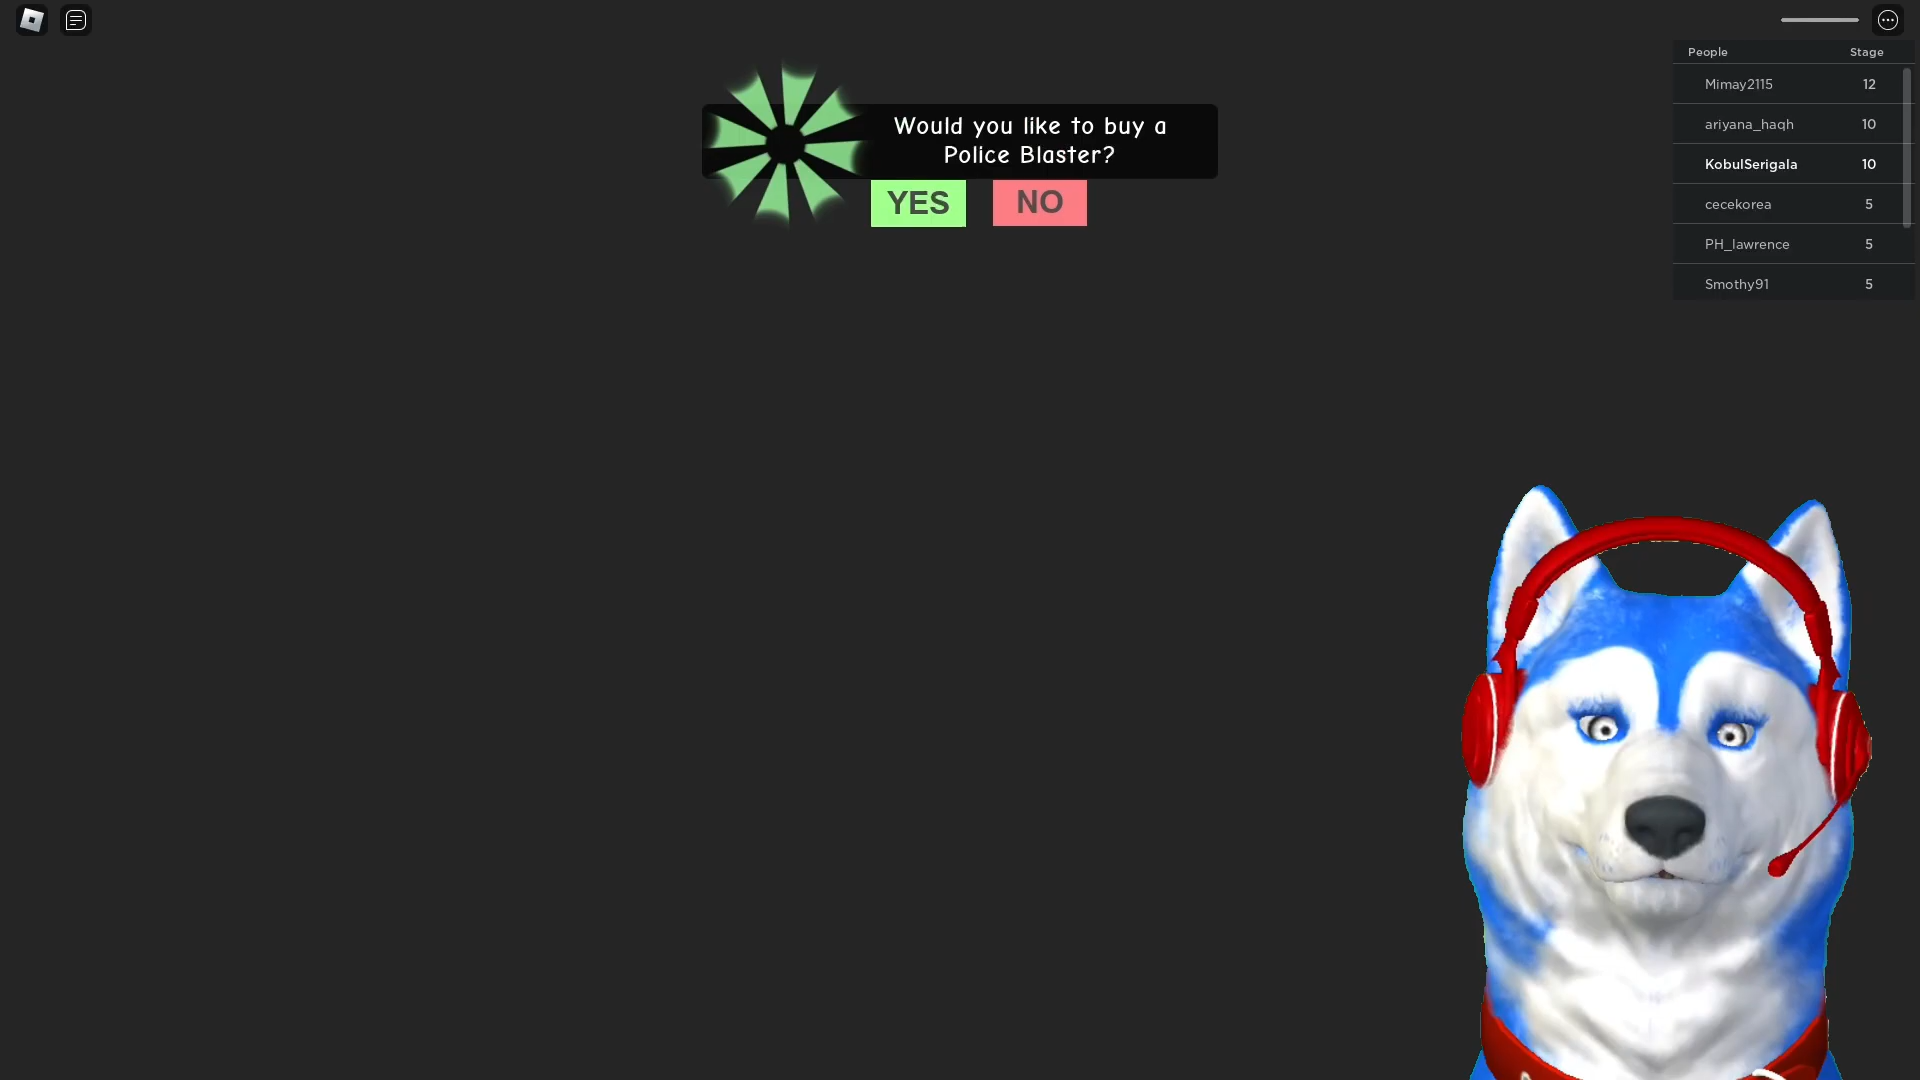 People Stage
Mimay2115 12
ariyana_haqh 10
KobulSerigala 10
cecekorea 5
PH_lawrence 5
Smothy91 5
Would you like to buy a
Police Blaster?
YES NO